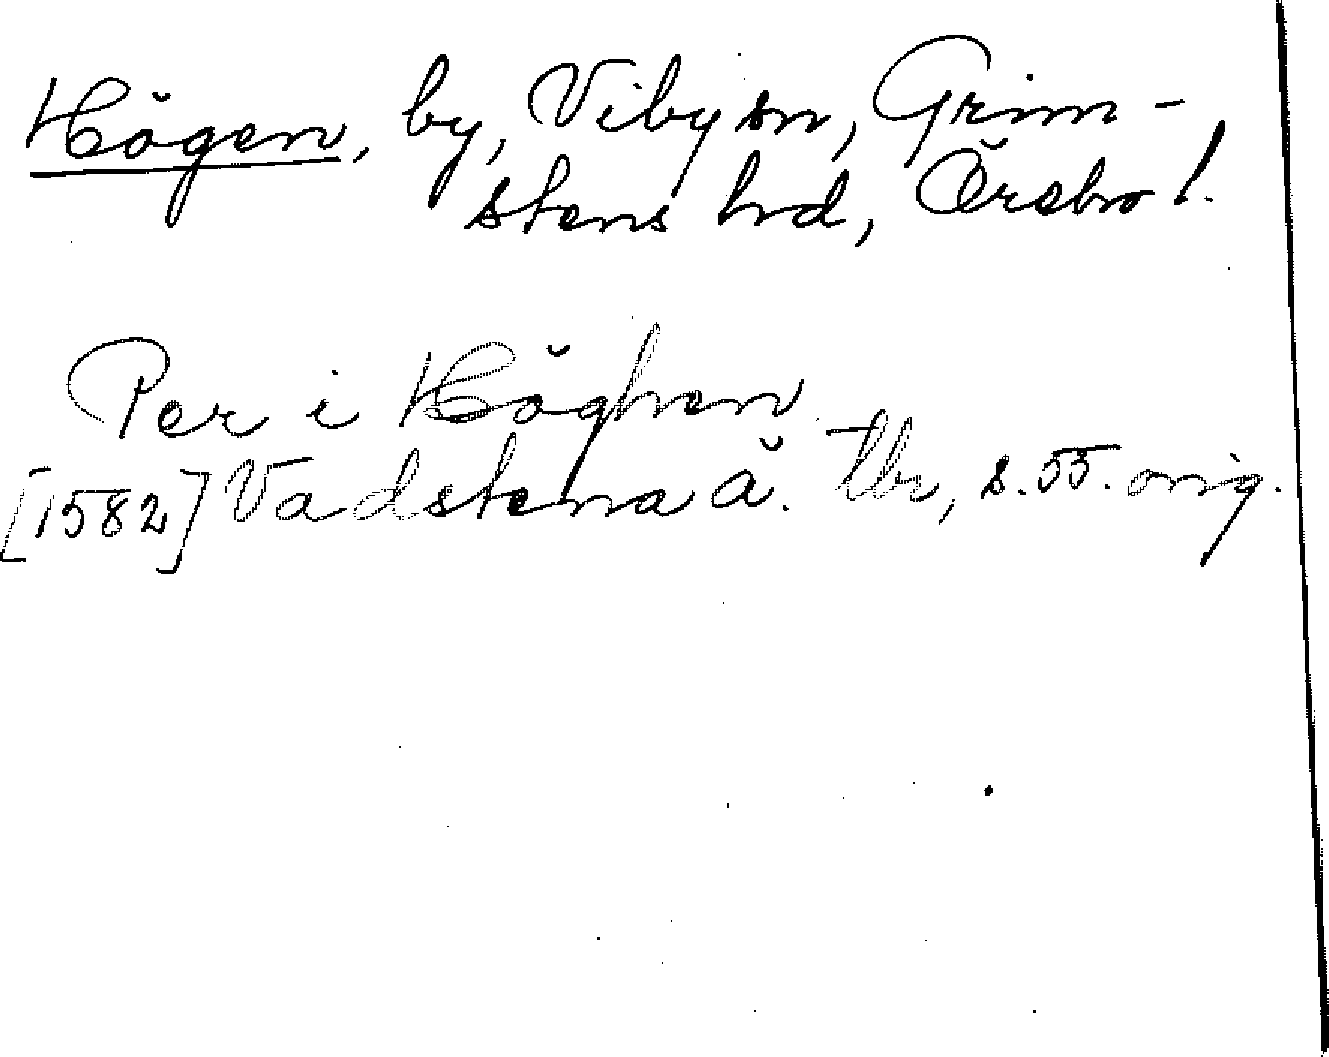 Högen, by, Viby sn, Grim-
stens hd, Örebro l.
Per i Höghen
[1582] Vadstena ä. tb, s. 55. orig.